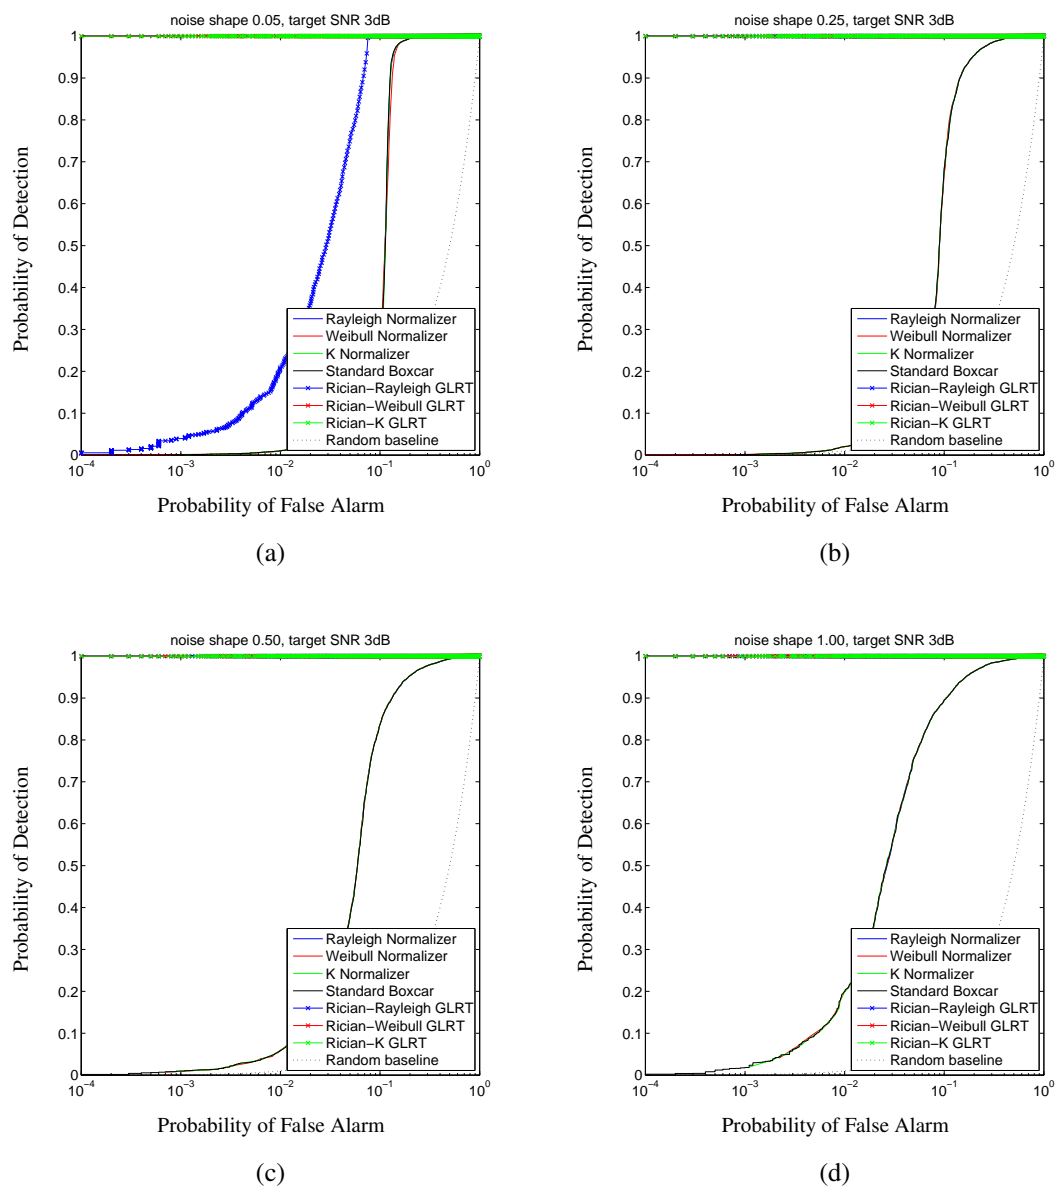 noise shape 0.05, target SNR 3dB
1
0.9
0.8
0.7
0.6
0.5
0.4
0.3
0.2
0.1
0
Probability of Detection
Rayleigh Normalizer
Weibull Normalizer
K Normalizer
Standard Boxcar
Rician−Rayleigh GLRT
Rician−Weibull GLRT
Rician−K GLRT
Random baseline
10⁻⁴ 10⁻³ 10⁻² 10⁻¹ 10⁰
Probability of False Alarm
(a)
noise shape 0.25, target SNR 3dB
1
0.9
0.8
0.7
0.6
0.5
0.4
0.3
0.2
0.1
0
Probability of Detection
Rayleigh Normalizer
Weibull Normalizer
K Normalizer
Standard Boxcar
Rician−Rayleigh GLRT
Rician−Weibull GLRT
Rician−K GLRT
Random baseline
10⁻⁴ 10⁻³ 10⁻² 10⁻¹ 10⁰
Probability of False Alarm
(b)
noise shape 0.50, target SNR 3dB
1
0.9
0.8
0.7
0.6
0.5
0.4
0.3
0.2
0.1
0
Probability of Detection
Rayleigh Normalizer
Weibull Normalizer
K Normalizer
Standard Boxcar
Rician−Rayleigh GLRT
Rician−Weibull GLRT
Rician−K GLRT
Random baseline
10⁻⁴ 10⁻³ 10⁻² 10⁻¹ 10⁰
Probability of False Alarm
(c)
noise shape 1.00, target SNR 3dB
1
0.9
0.8
0.7
0.6
0.5
0.4
0.3
0.2
0.1
0
Probability of Detection
Rayleigh Normalizer
Weibull Normalizer
K Normalizer
Standard Boxcar
Rician−Rayleigh GLRT
Rician−Weibull GLRT
Rician−K GLRT
Random baseline
10⁻⁴ 10⁻³ 10⁻² 10⁻¹ 10⁰
Probability of False Alarm
(d)